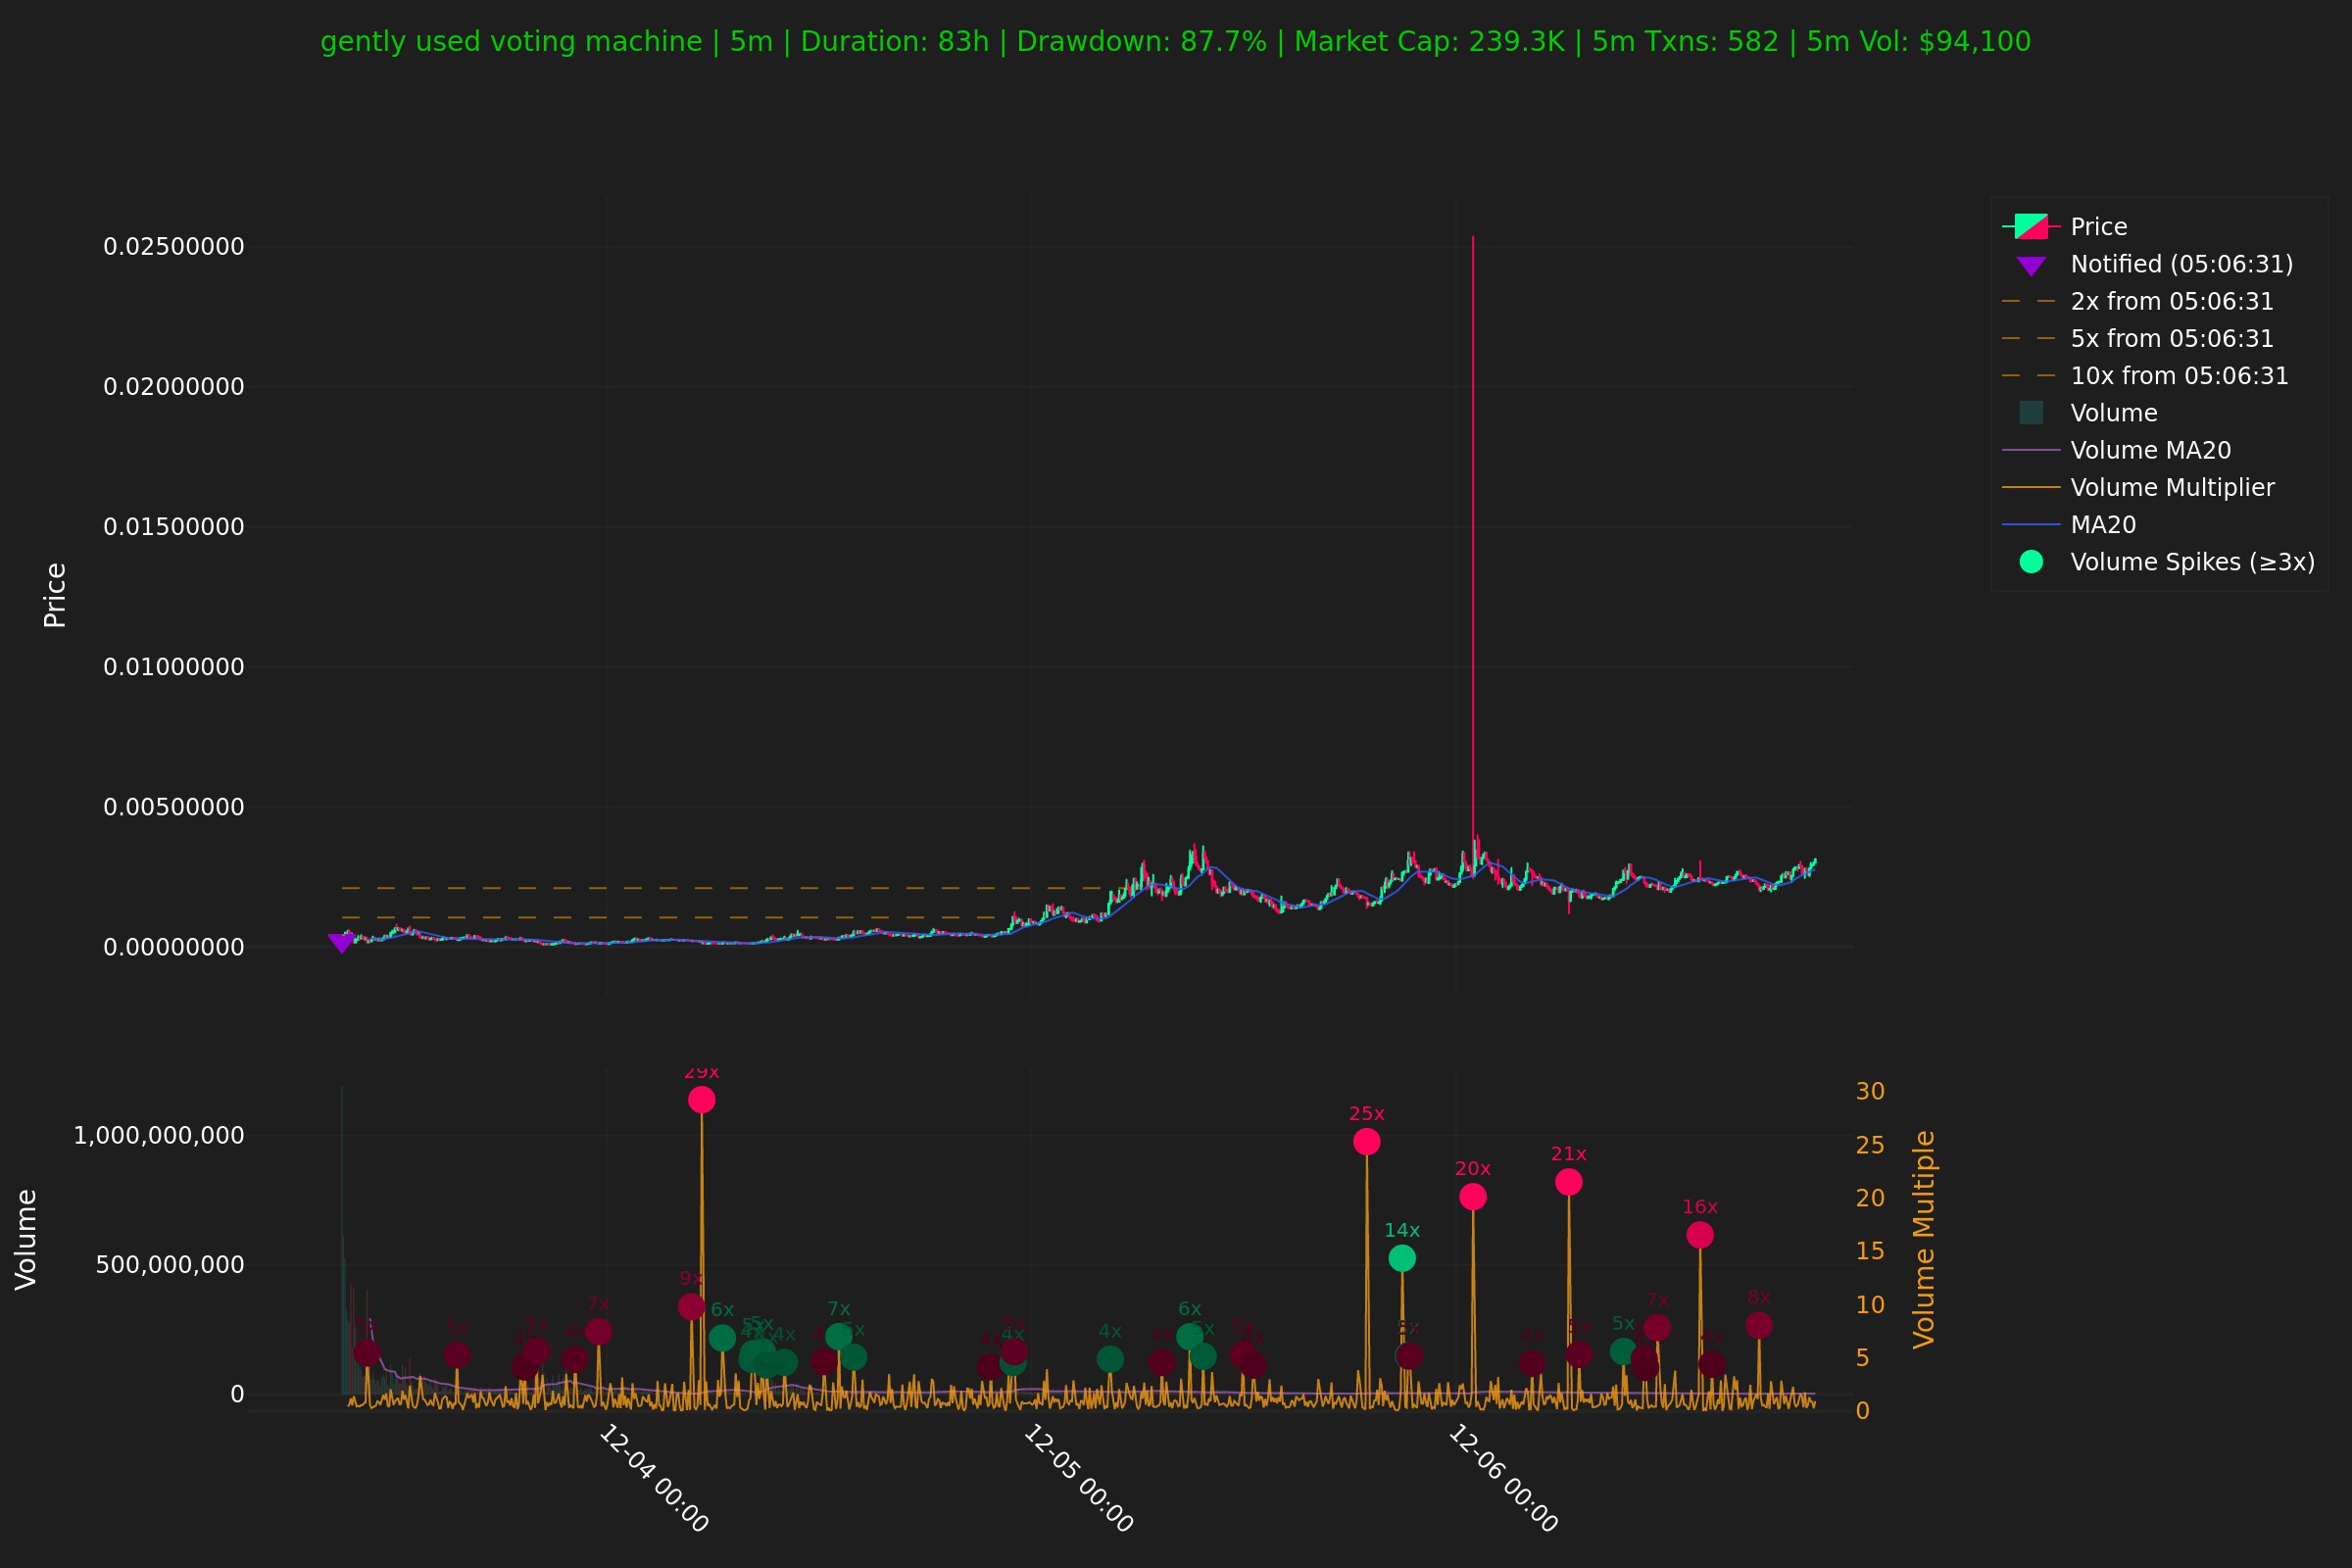 gently used voting machine | 5m | Duration: 83h | Drawdown: 87.7% | Market Cap: 239.3K | 5m Txns: 582 | 5m Vol: $94,100
Price
0.02500000
0.02000000
0.01500000
0.01000000
0.00500000
0.00000000
Price
Notified (05:06:31)
2x from 05:06:31
5x from 05:06:31
10x from 05:06:31
Volume
Volume MA20
Volume Multiplier
MA20
Volume Spikes (≥3x)
Volume
1,000,000,000
500,000,000
0
29x
25x
21x
20x
16x
14x
9x
7x
6x
5x
4x
7x
5x
4x
6x
5x
5x
7x
8x
30
25
20
15
10
5
0
Volume Multiple
12-04 00:00
12-05 00:00
12-06 00:00